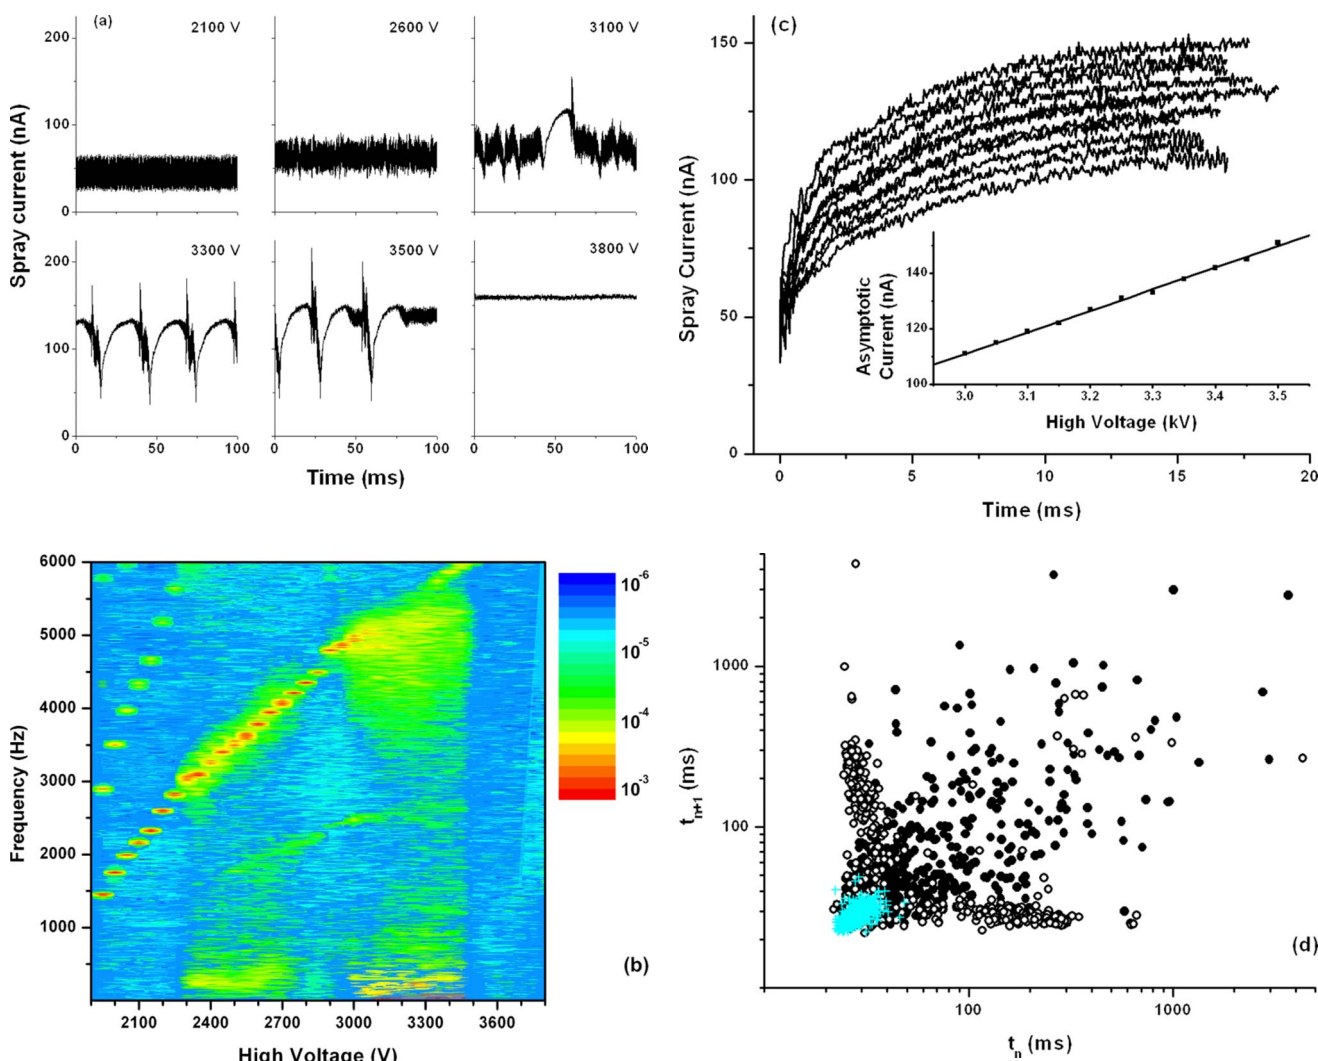 (a)
2100 V
2600 V
3100 V
200
100
0
Spray current (nA)
3300 V
3500 V
3800 V
200
100
0
0 50 100
0 50 100
0 50 100
Time (ms)
(c)
150
100
50
0
Spray Current (nA)
0 5 10 15 20
Time (ms)
Asymptotic
Current (nA)
140
120
100
3.0 3.1 3.2 3.3 3.4 3.5
High Voltage (kV)
6000
5000
4000
3000
2000
1000
Frequency (Hz)
2100 2400 2700 3000 3300 3600
High Voltage (V)
10-6
10-5
10-4
10-3
(b)
1000
100
tn+1 (ms)
(d)
100 1000
tn (ms)